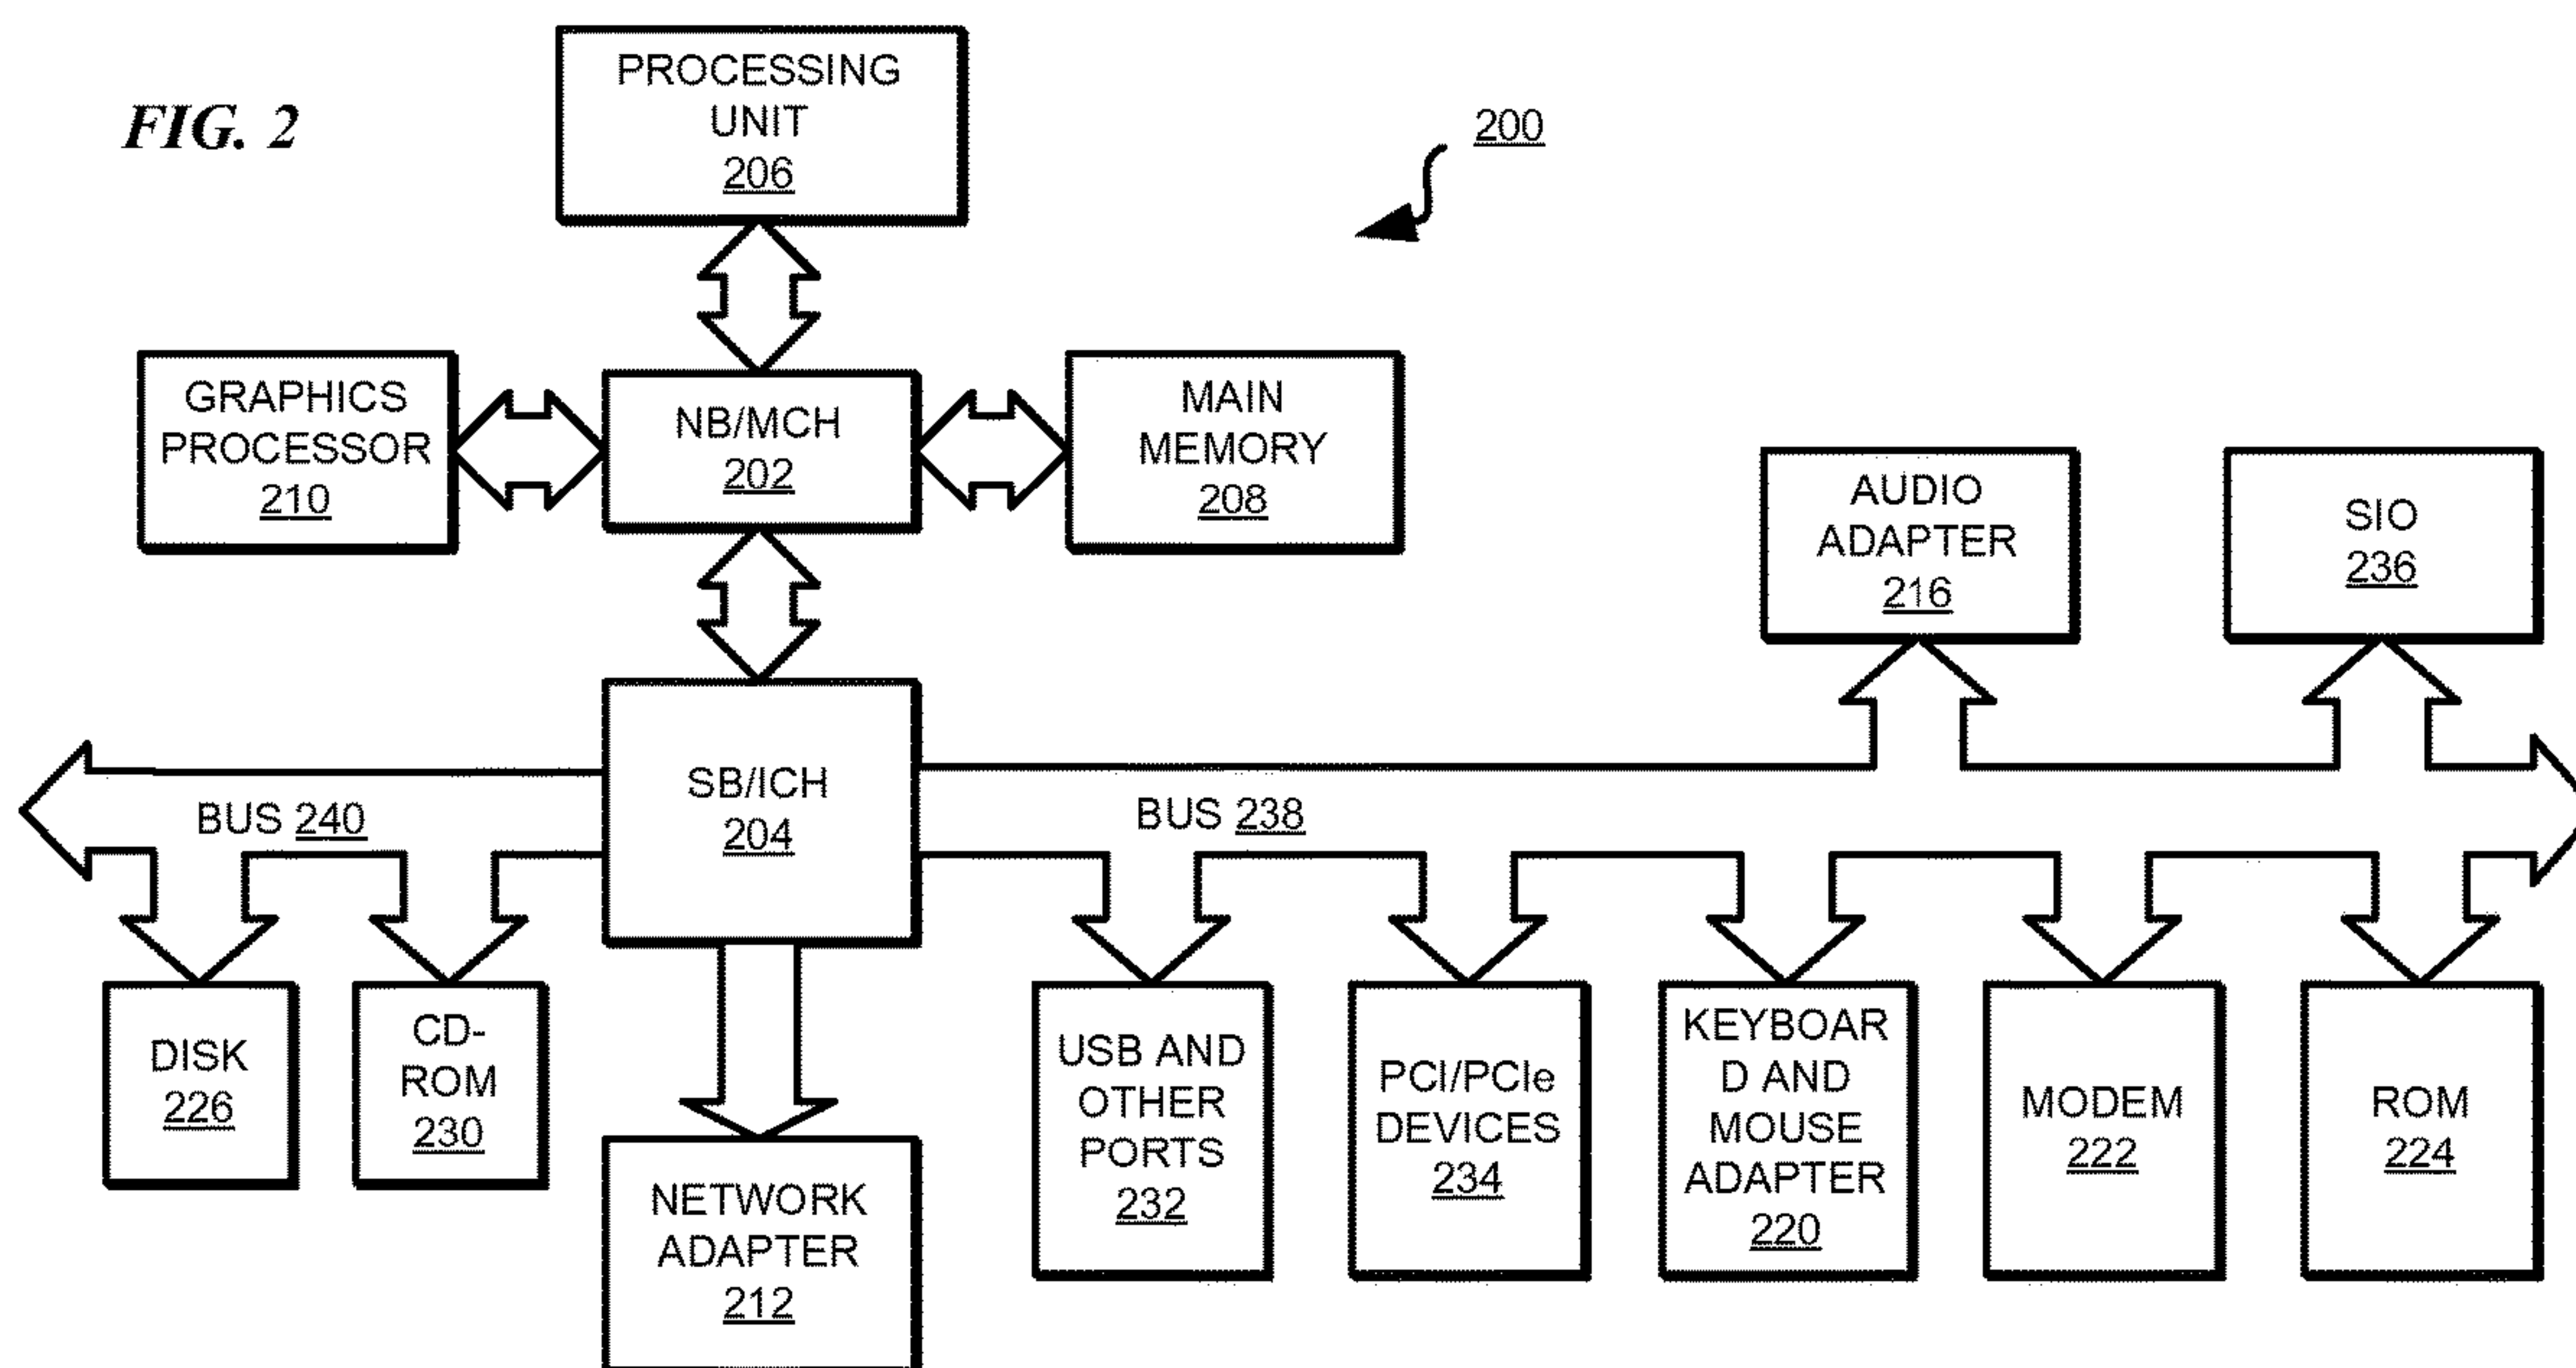 FIG. 2
PROCESSING
UNIT
206
200
GRAPHICS
PROCESSOR
210
NB/MCH
202
MAIN
MEMORY
208
AUDIO
ADAPTER
216
SIO
236
SB/ICH
204
BUS 240
BUS 238
DISK
226
CD-
ROM
230
NETWORK
ADAPTER
212
USB AND
OTHER
PORTS
232
PCI/PCIe
DEVICES
234
KEYBOAR
D AND
MOUSE
ADAPTER
220
MODEM
222
ROM
224